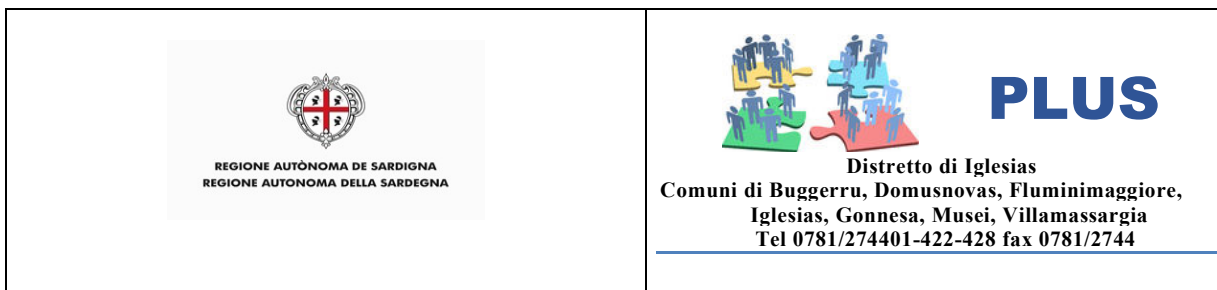 REGIONE AUTÒNOMA DE SARDIGNA
REGIONE AUTONOMA DELLA SARDEGNA
PLUS
Distretto di Iglesias
Comuni di Buggerru, Domusnovas, Fluminimaggiore,
Iglesias, Gonnesa, Musei, Villamassargia
Tel 0781/274401-422-428 fax 0781/2744